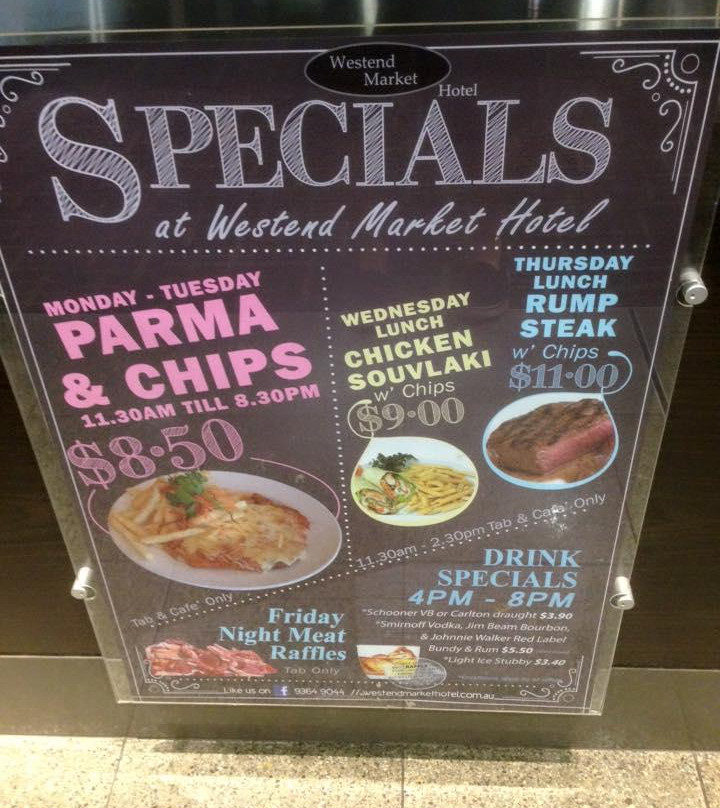 Westend
Market
Hotel
SPECIALS
at Westend Market Hotel
MONDAY - TUESDAY
PARMA
& CHIPS
11.30AM TILL 8.30PM
$8.50
Tab & Cafe' Only
WEDNESDAY
LUNCH
CHICKEN
SOUVLAKI
w' Chips
$9.00
THURSDAY
LUNCH
RUMP
STEAK
w' Chips
$11.00
11.30am - 2.30pm Tab & Cafe' Only
Friday
Night Meat
Raffles
Tab Only
DRINK
SPECIALS
4PM - 8PM
*Schooner VB or Carlton draught $3.90
*Smirnoff Vodka, Jim Beam Bourbon,
& Johnnie Walker Red Label
Bundy & Rum $5.50
*Light Ice Stubby $3.40
Like us on f 9364 9044 //westendmarkethotel.com.au